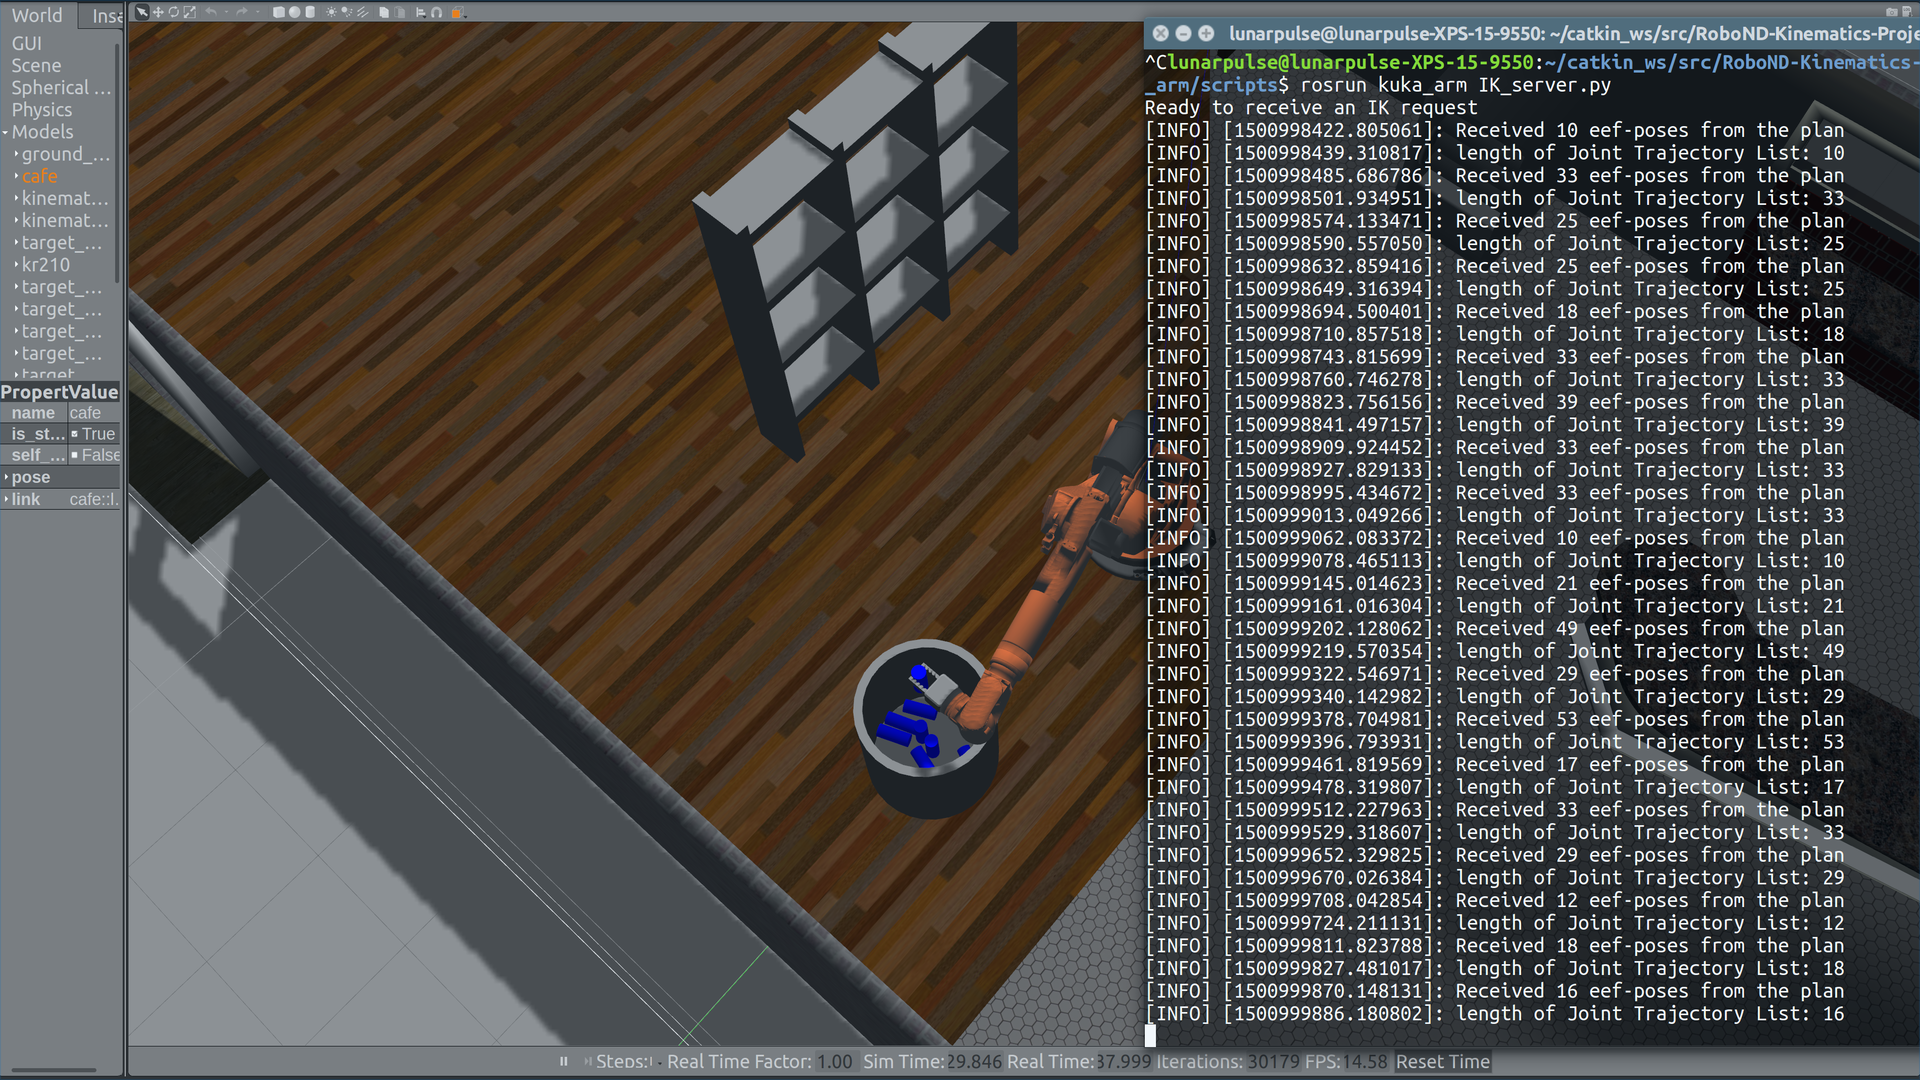 World
Insa
GUI
Scene
Spherical ...
Physics
Models
ground_...
cafe
kinemat...
kinemat...
target_...
kr210
target_...
target_...
target_...
target_...
target
PropertValue
name cafe
is_st... True
self_... False
pose
link cafe::l.
lunarpulse@lunarpulse-XPS-15-9550: ~/catkin_ws/src/RoboND-Kinematics-Proje
^Clunarpulse@lunarpulse-XPS-15-9550:~/catkin_ws/src/RoboND-Kinematics-
_arm/scripts$ rosrun kuka_arm IK_server.py
Ready to receive an IK request
[INFO] [1500998422.805061]: Received 10 eef-poses from the plan
[INFO] [1500998439.310817]: length of Joint Trajectory List: 10
[INFO] [1500998485.686786]: Received 33 eef-poses from the plan
[INFO] [1500998501.934951]: length of Joint Trajectory List: 33
[INFO] [1500998574.133471]: Received 25 eef-poses from the plan
[INFO] [1500998590.557050]: length of Joint Trajectory List: 25
[INFO] [1500998632.859416]: Received 25 eef-poses from the plan
[INFO] [1500998649.316394]: length of Joint Trajectory List: 25
[INFO] [1500998694.500401]: Received 18 eef-poses from the plan
[INFO] [1500998710.857518]: length of Joint Trajectory List: 18
[INFO] [1500998743.815699]: Received 33 eef-poses from the plan
[INFO] [1500998760.746278]: length of Joint Trajectory List: 33
[INFO] [1500998823.756156]: Received 39 eef-poses from the plan
[INFO] [1500998841.497157]: length of Joint Trajectory List: 39
[INFO] [1500998909.924452]: Received 33 eef-poses from the plan
[INFO] [1500998927.829133]: length of Joint Trajectory List: 33
[INFO] [1500998995.434672]: Received 33 eef-poses from the plan
[INFO] [1500999013.049266]: length of Joint Trajectory List: 33
[INFO] [1500999062.083372]: Received 10 eef-poses from the plan
[INFO] [1500999078.465113]: length of Joint Trajectory List: 10
[INFO] [1500999145.014623]: Received 21 eef-poses from the plan
[INFO] [1500999161.016304]: length of Joint Trajectory List: 21
[INFO] [1500999202.128062]: Received 49 eef-poses from the plan
[INFO] [1500999219.570354]: length of Joint Trajectory List: 49
[INFO] [1500999322.546971]: Received 29 eef-poses from the plan
[INFO] [1500999340.142982]: length of Joint Trajectory List: 29
[INFO] [1500999378.704981]: Received 53 eef-poses from the plan
[INFO] [1500999396.793931]: length of Joint Trajectory List: 53
[INFO] [1500999461.819569]: Received 17 eef-poses from the plan
[INFO] [1500999478.319807]: length of Joint Trajectory List: 17
[INFO] [1500999512.227963]: Received 33 eef-poses from the plan
[INFO] [1500999529.318607]: length of Joint Trajectory List: 33
[INFO] [1500999652.329825]: Received 29 eef-poses from the plan
[INFO] [1500999670.026384]: length of Joint Trajectory List: 29
[INFO] [1500999708.042854]: Received 12 eef-poses from the plan
[INFO] [1500999724.211131]: length of Joint Trajectory List: 12
[INFO] [1500999811.823788]: Received 18 eef-poses from the plan
[INFO] [1500999827.481017]: length of Joint Trajectory List: 18
[INFO] [1500999870.148131]: Received 16 eef-poses from the plan
[INFO] [1500999886.180802]: length of Joint Trajectory List: 16
Steps: Real Time Factor: 1.00 Sim Time: 29.846 Real Time: 37.999 Iterations: 30179 FPS: 14.58 Reset Time